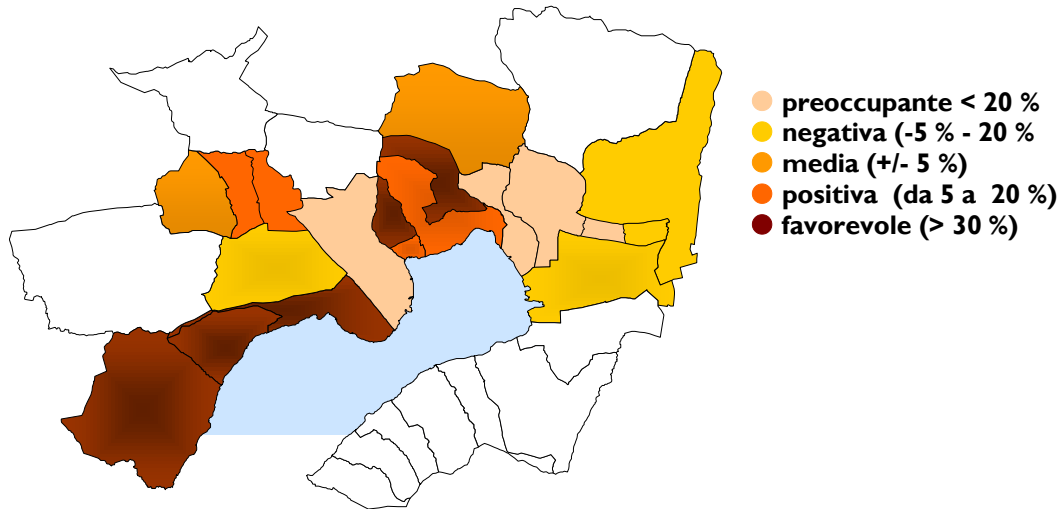 preoccupante < 20 %
negativa (-5 % - 20 %
media (+/- 5 %)
positiva (da 5 a 20 %)
favorevole (> 30 %)